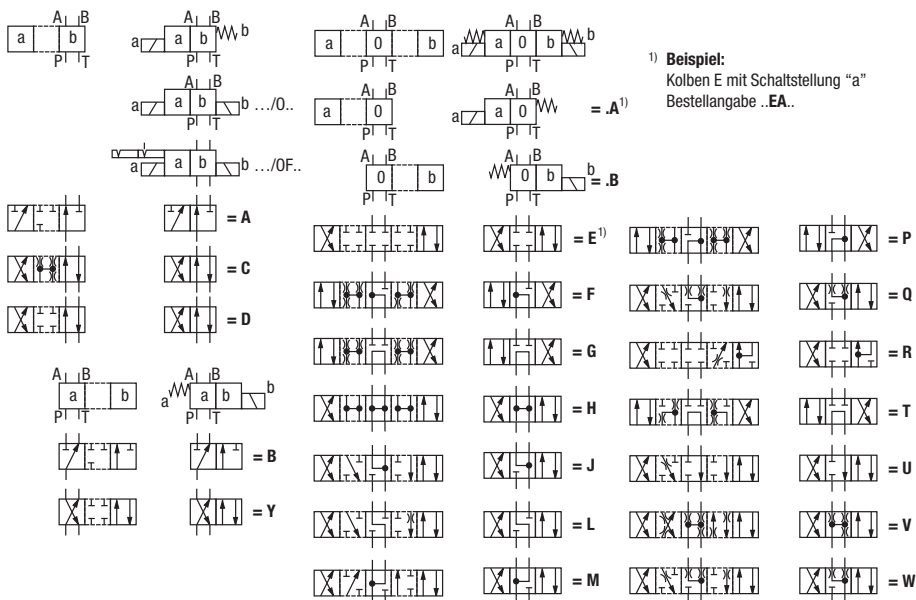 A B
a b
P T
A B
a a b b
P T
A B
a a b b …/O..
P T
a a b b …/OF..
= A
= C
= D
A B
a b
P T
A B
a a b b
P T
= B
= Y
A B
a 0 b
P T
A B
a a 0 b b
P T
A B
a 0
P T
A B
a a 0 = .A1)
P T
A B
0 b
P T
A B
0 b b = .B
P T
1) Beispiel:
Kolben E mit Schaltstellung “a”
Bestellangabe ..EA..
= E1)
= F
= G
= H
= J
= L
= M
= P
= Q
= R
= T
= U
= V
= W